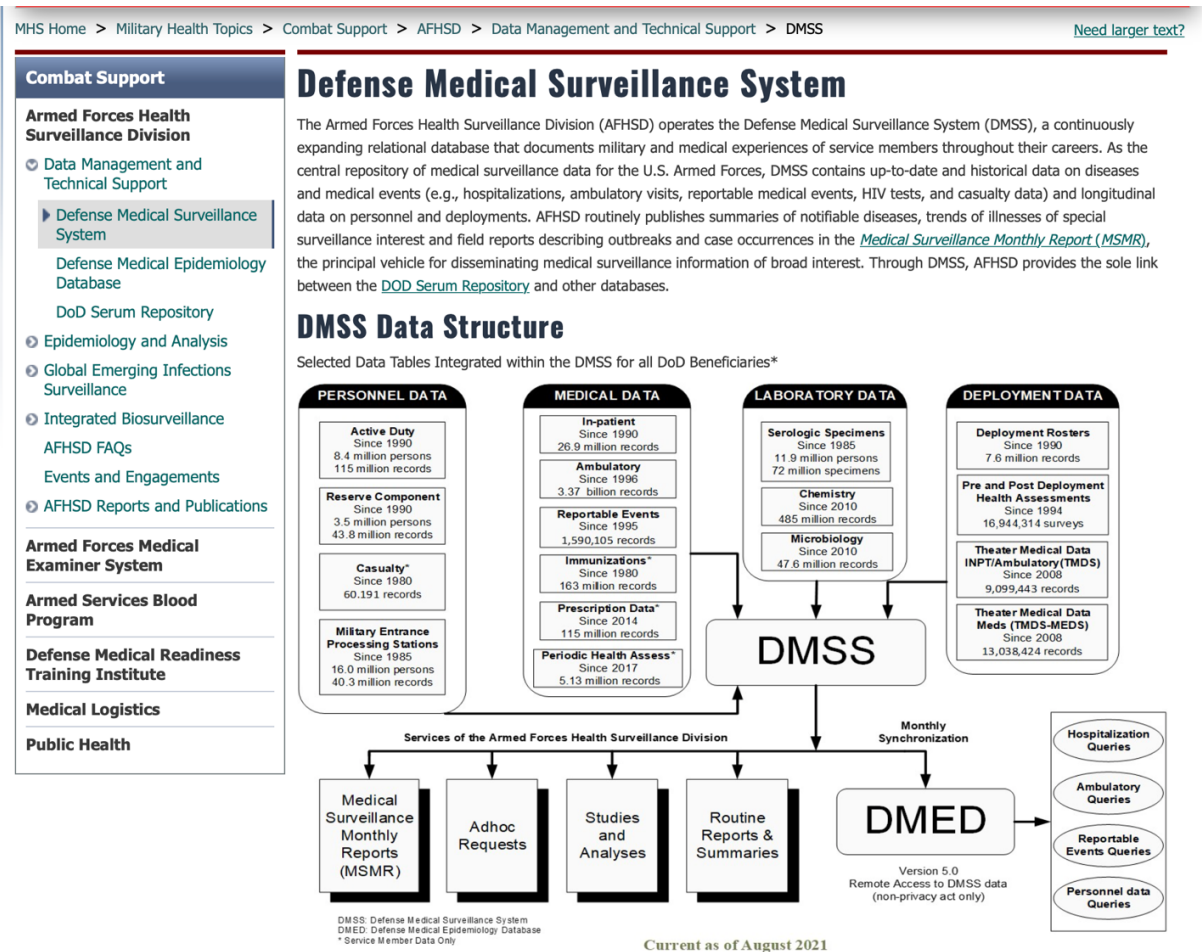 MHS Home > Military Health Topics > Combat Support > AFHSD > Data Management and Technical Support > DMSS
Need larger text?
Combat Support
Armed Forces Health
Surveillance Division
Data Management and
Technical Support
Defense Medical Surveillance
System
Defense Medical Epidemiology
Database
DoD Serum Repository
Epidemiology and Analysis
Global Emerging Infections
Surveillance
Integrated Biosurveillance
AFHSD FAQs
Events and Engagements
AFHSD Reports and Publications
Armed Forces Medical
Examiner System
Armed Services Blood
Program
Defense Medical Readiness
Training Institute
Medical Logistics
Public Health
Defense Medical Surveillance System
The Armed Forces Health Surveillance Division (AFHSD) operates the Defense Medical Surveillance System (DMSS), a continuously
expanding relational database that documents military and medical experiences of service members throughout their careers. As the
central repository of medical surveillance data for the U.S. Armed Forces, DMSS contains up-to-date and historical data on diseases
and medical events (e.g., hospitalizations, ambulatory visits, reportable medical events, HIV tests, and casualty data) and longitudinal
data on personnel and deployments. AFHSD routinely publishes summaries of notifiable diseases, trends of illnesses of special
surveillance interest and field reports describing outbreaks and case occurrences in the Medical Surveillance Monthly Report (MSMR),
the principal vehicle for disseminating medical surveillance information of broad interest. Through DMSS, AFHSD provides the sole link
between the DOD Serum Repository and other databases.
DMSS Data Structure
Selected Data Tables Integrated within the DMSS for all DoD Beneficiaries*
PERSONNEL DATA
Active Duty
Since 1990
8.4 million persons
115 million records
Reserve Component
Since 1990
3.5 million persons
43.8 million records
Casualty*
Since 1980
60.191 records
Military Entrance
Processing Stations
Since 1985
16.0 million persons
40.3 million records
MEDICAL DATA
In-patient
Since 1990
26.9 million records
Ambulatory
Since 1996
3.37 billion records
Reportable Events
Since 1995
1,590,105 records
Immunizations*
Since 1980
163 million records
Prescription Data*
Since 2014
115 million records
Periodic Health Assess*
Since 2017
5.13 million records
LABORATORY DATA
Serologic Specimens
Since 1985
11.9 million persons
72 million specimens
Chemistry
Since 2010
485 million records
Microbiology
Since 2010
47.6 million records
DEPLOYMENT DATA
Deployment Rosters
Since 1990
7.6 million records
Pre and Post Deployment
Health Assessments
Since 1994
16,944,314 surveys
Theater Medical Data
INPT/Ambulatory(TMDS)
Since 2008
9,099,443 records
Theater Medical Data
Meds (TMDS-MEDS)
Since 2008
13,038,424 records
DMSS
Services of the Armed Forces Health Surveillance Division
Monthly
Synchronization
Medical
Surveillance
Monthly
Reports
(MSMR)
Adhoc
Requests
Studies
and
Analyses
Routine
Reports &
Summaries
DMED
Version 5.0
Remote Access to DMSS data
(non-privacy act only)
Hospitalization
Queries
Ambulatory
Queries
Reportable
Events Queries
Personnel data
Queries
DMSS: Defense Medical Surveillance System
DMED: Defense Medical Epidemiology Database
* Service Member Data Only
Current as of August 2021